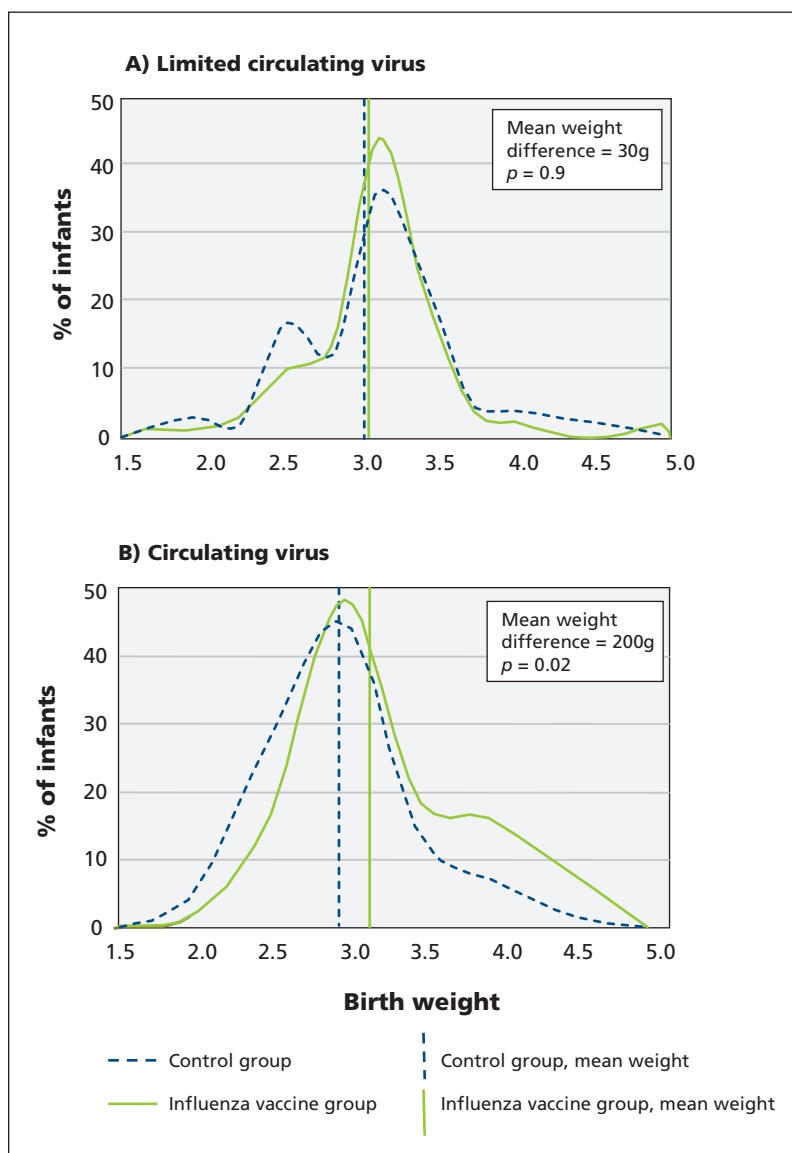 A) Limited circulating virus
50
40
30
20
10
0
% of infants
Mean weight
difference = 30g
p = 0.9
1.5 2.0 2.5 3.0 3.5 4.0 4.5 5.0
B) Circulating virus
50
40
30
20
10
0
% of infants
Mean weight
difference = 200g
p = 0.02
1.5 2.0 2.5 3.0 3.5 4.0 4.5 5.0
Birth weight
Control group
Control group, mean weight
Influenza vaccine group
Influenza vaccine group, mean weight